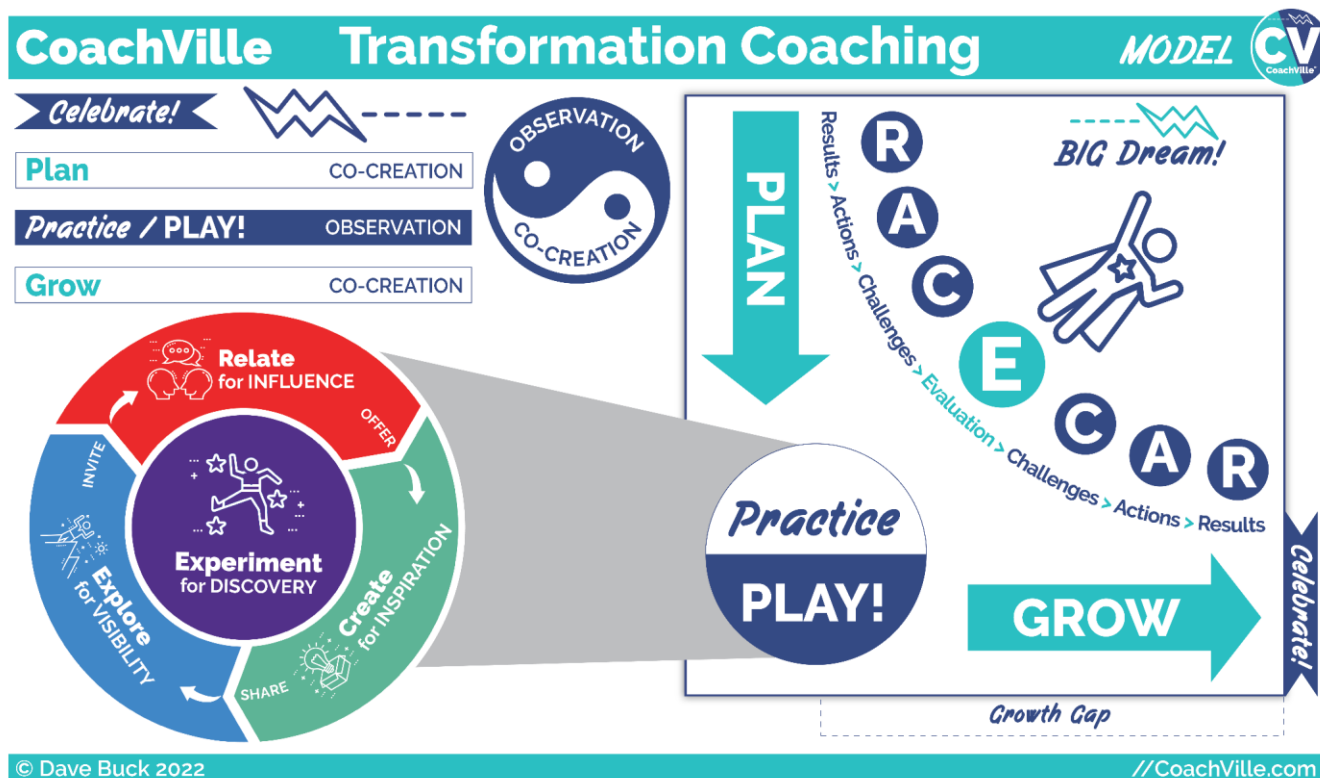 CoachVille Transformation Coaching MODEL
CV
CoachVille®
Celebrate!
Plan CO-CREATION
Practice / PLAY! OBSERVATION
Grow CO-CREATION
OBSERVATION
CO-CREATION
Relate
for INFLUENCE
OFFER
Create
for INSPIRATION
SHARE
Explore
for VISIBILITY
INVITE
Experiment
for DISCOVERY
PLAN
Results > Actions > Challenges > Evaluation > Challenges > Actions > Results
R
A
C
E
C
A
R
BIG Dream!
Practice
PLAY!
GROW
Celebrate!
Growth Gap
© Dave Buck 2022
//CoachVille.com